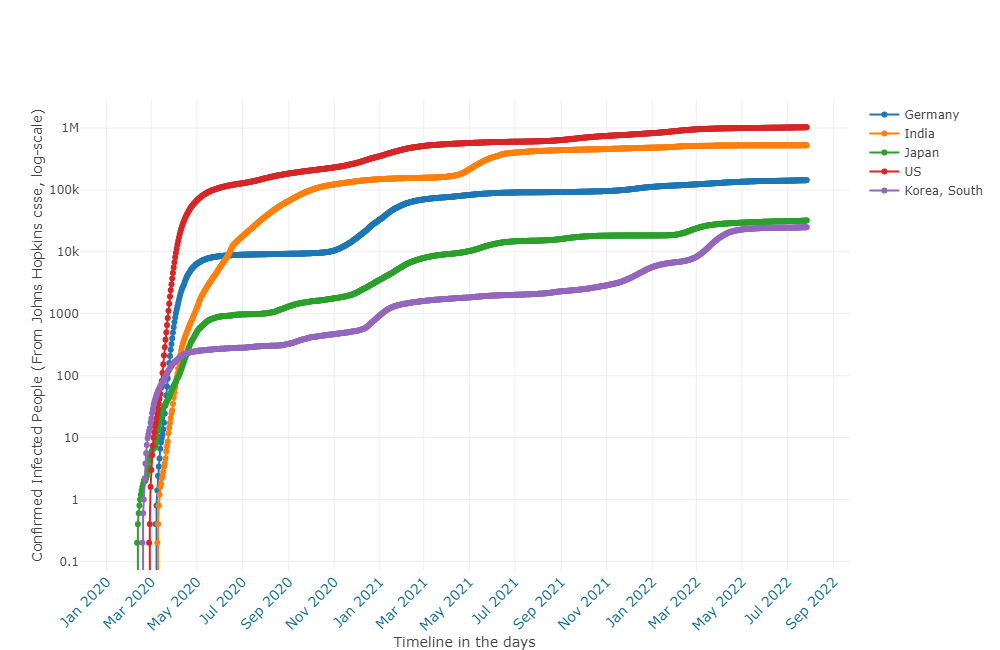 Confirmed Infected People (From Johns Hopkins csse, log-scale)
1M
100k
10k
1000
100
10
1
0.1
Jan 2020
Mar 2020
May 2020
Jul 2020
Sep 2020
Nov 2020
Jan 2021
Mar 2021
May 2021
Jul 2021
Sep 2021
Nov 2021
Jan 2022
Mar 2022
May 2022
Jul 2022
Sep 2022
Timeline in the days
Germany
India
Japan
US
Korea, South